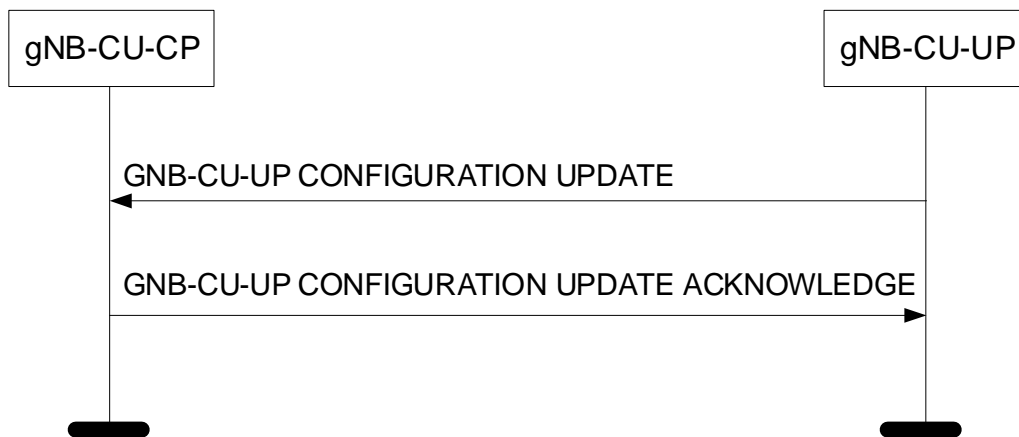 gNB-CU-CP
gNB-CU-UP
GNB-CU-UP CONFIGURATION UPDATE
GNB-CU-UP CONFIGURATION UPDATE ACKNOWLEDGE